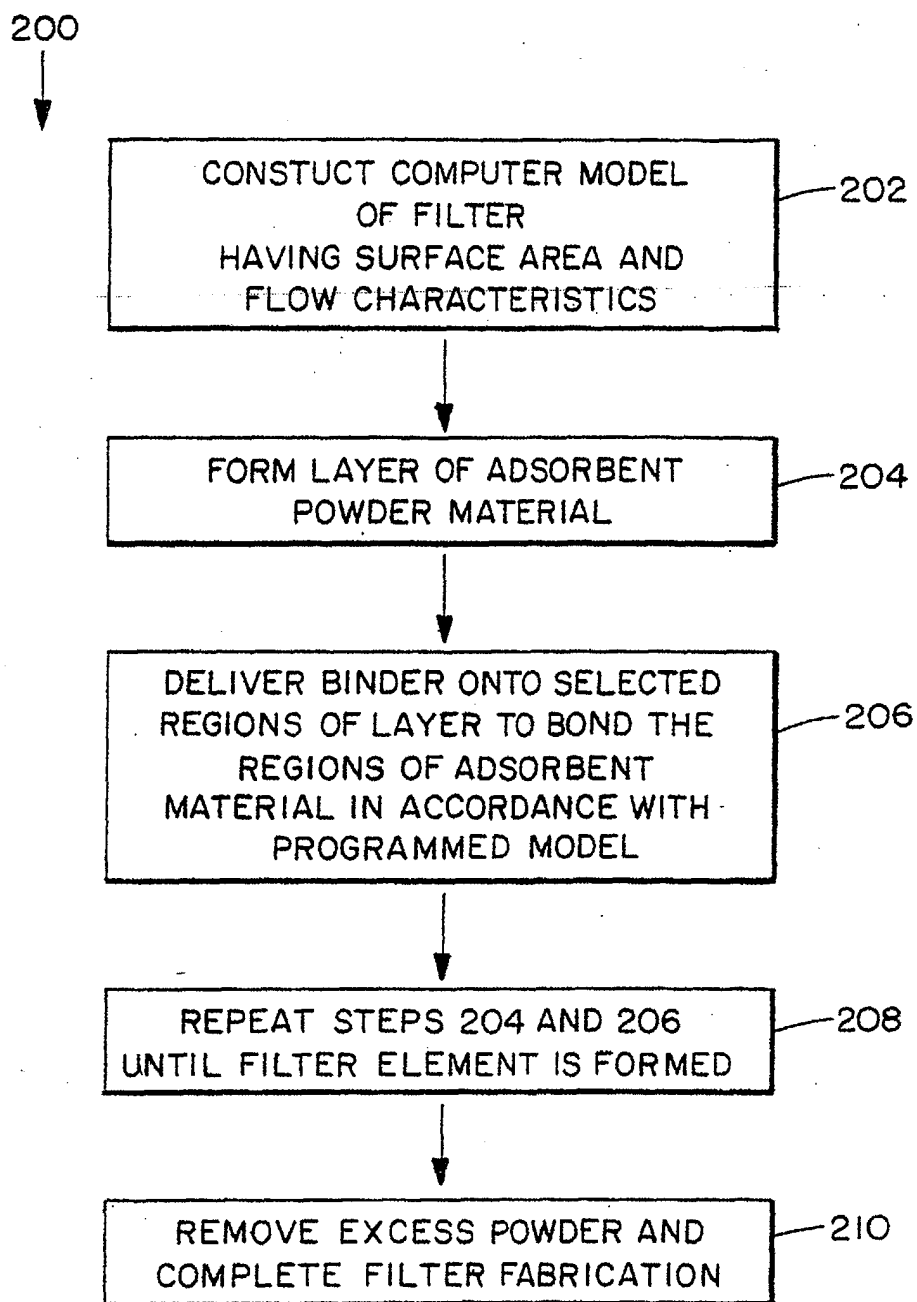 200
CONSTUCT COMPUTER MODEL
OF FILTER
HAVING SURFACE AREA AND
FLOW CHARACTERISTICS
202
FORM LAYER OF ADSORBENT
POWDER MATERIAL
204
DELIVER BINDER ONTO SELECTED
REGIONS OF LAYER TO BOND THE
REGIONS OF ADSORBENT
MATERIAL IN ACCORDANCE WITH
PROGRAMMED MODEL
206
REPEAT STEPS 204 AND 206
UNTIL FILTER ELEMENT IS FORMED
208
REMOVE EXCESS POWDER AND
COMPLETE FILTER FABRICATION
210